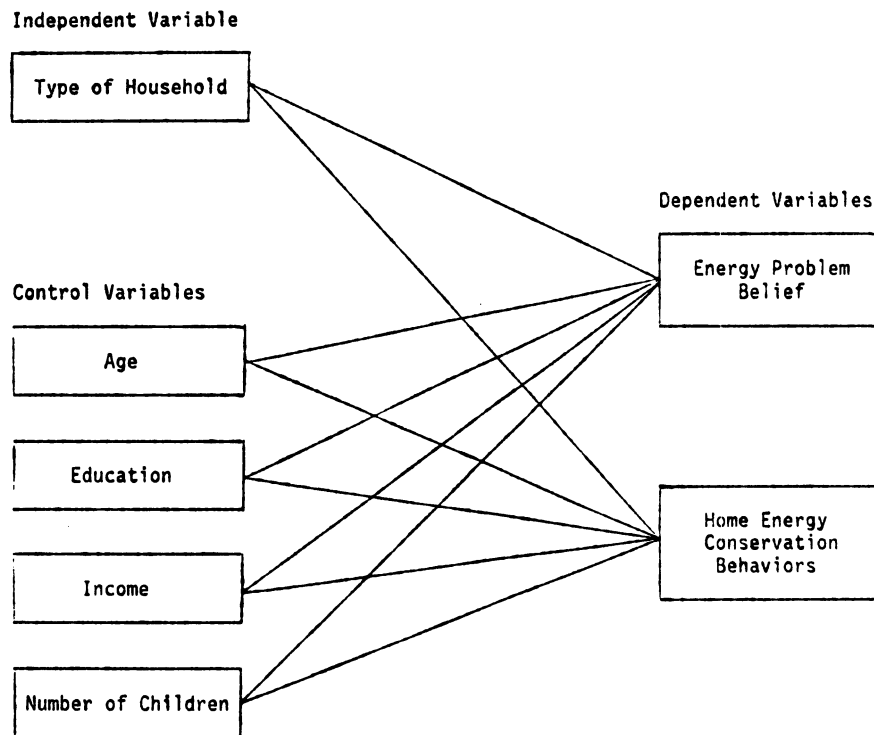 Independent Variable
Type of Household
Dependent Variables
Energy Problem
Belief
Control Variables
Age
Education
Home Energy
Conservation
Behaviors
Income
Number of Children